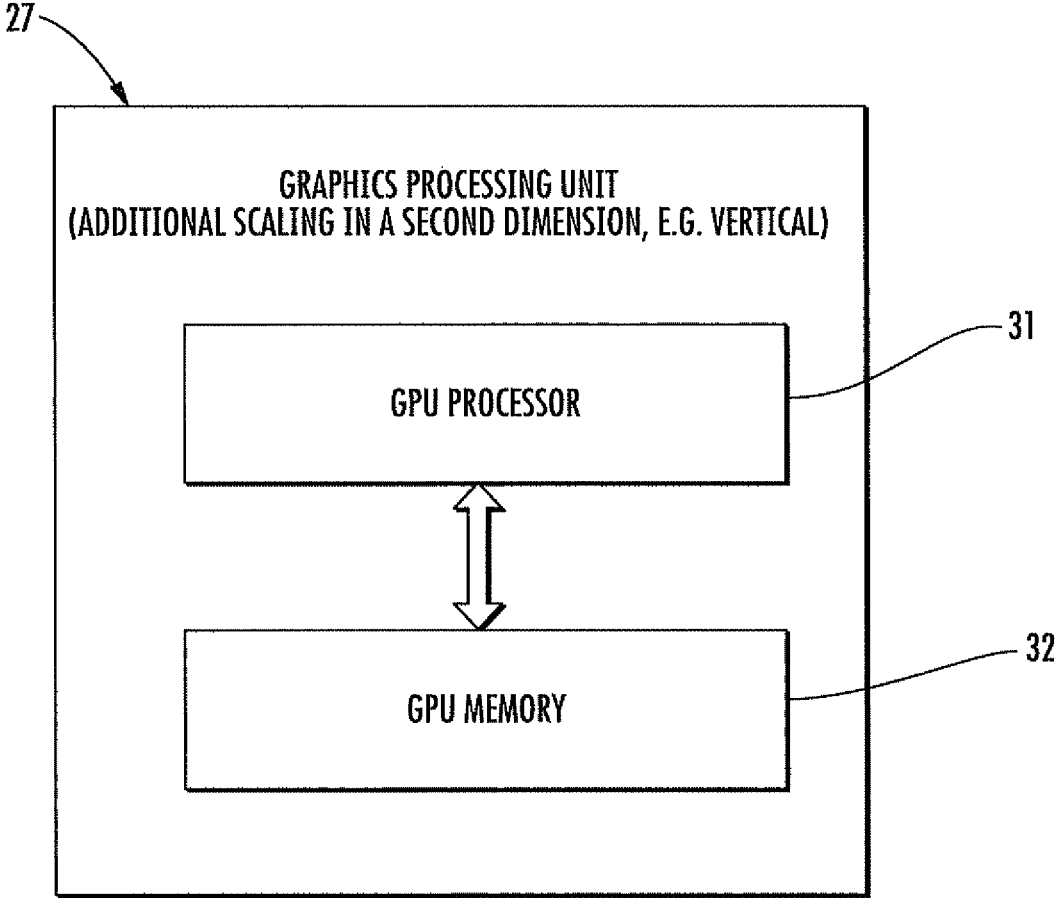 27
GRAPHICS PROCESSING UNIT
(ADDITIONAL SCALING IN A SECOND DIMENSION, E.G. VERTICAL)
31
GPU PROCESSOR
32
GPU MEMORY